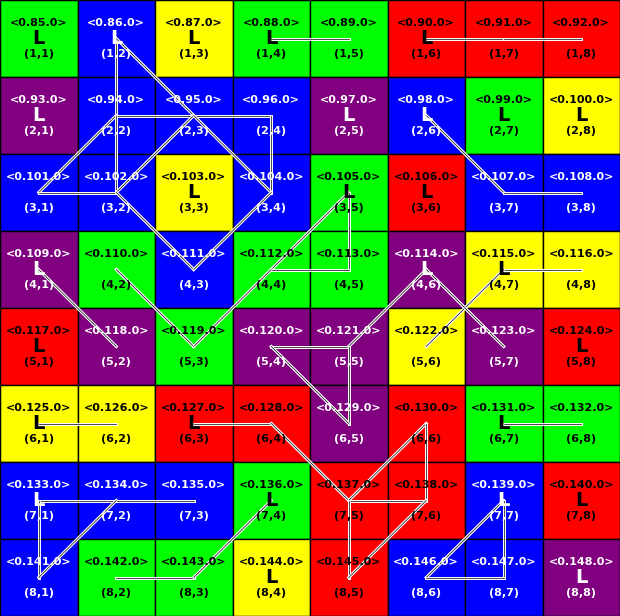 <0.85.0> <0.86.0> <0.87.0> <0.88.0> <0.89.0> <0.90.0> <0.91.0> <0.92.0>
L L L L L
(1,1) (1,2) (1,3) (1,4) (1,5) (1,6) (1,7) (1,8)
<0.93.0> <0.94.0> <0.95.0> <0.96.0> <0.97.0> <0.98.0> <0.99.0> <0.100.0>
L L L L L
(2,1) (2,2) (2,3) (2,4) (2,5) (2,6) (2,7) (2,8)
<0.101.0> <0.102.0> <0.103.0> <0.104.0> <0.105.0> <0.106.0> <0.107.0> <0.108.0>
L L L
(3,1) (3,2) (3,3) (3,4) (3,5) (3,6) (3,7) (3,8)
<0.109.0> <0.110.0> <0.111.0> <0.112.0> <0.113.0> <0.114.0> <0.115.0> <0.116.0>
L L L
(4,1) (4,2) (4,3) (4,4) (4,5) (4,6) (4,7) (4,8)
<0.117.0> <0.118.0> <0.119.0> <0.120.0> <0.121.0> <0.122.0> <0.123.0> <0.124.0>
L L
(5,1) (5,2) (5,3) (5,4) (5,5) (5,6) (5,7) (5,8)
<0.125.0> <0.126.0> <0.127.0> <0.128.0> <0.129.0> <0.130.0> <0.131.0> <0.132.0>
L L L
(6,1) (6,2) (6,3) (6,4) (6,5) (6,6) (6,7) (6,8)
<0.133.0> <0.134.0> <0.135.0> <0.136.0> <0.137.0> <0.138.0> <0.139.0> <0.140.0>
L L L L
(7,1) (7,2) (7,3) (7,4) (7,5) (7,6) (7,7) (7,8)
<0.141.0> <0.142.0> <0.143.0> <0.144.0> <0.145.0> <0.146.0> <0.147.0> <0.148.0>
L L
(8,1) (8,2) (8,3) (8,4) (8,5) (8,6) (8,7) (8,8)